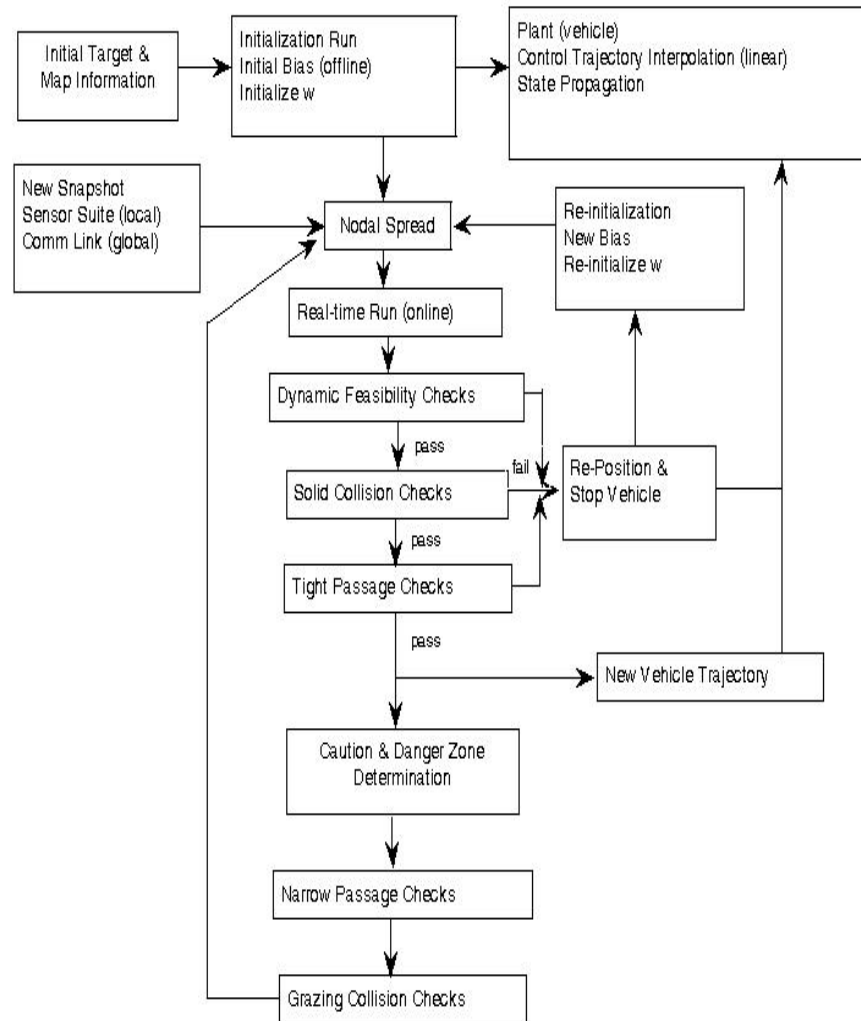 Initial Target &
Map Information
Initialization Run
Initial Bias (offline)
Initialize w
Plant (vehicle)
Control Trajectory Interpolation (linear)
State Propagation
New Snapshot
Sensor Suite (local)
Comm Link (global)
Nodal Spread
Re-initialization
New Bias
Re-initialize w
Real-time Run (online)
Dynamic Feasibility Checks
pass
fail
Solid Collision Checks
Re-Position &
Stop Vehicle
pass
Tight Passage Checks
pass
New Vehicle Trajectory
Caution & Danger Zone
Determination
Narrow Passage Checks
Grazing Collision Checks